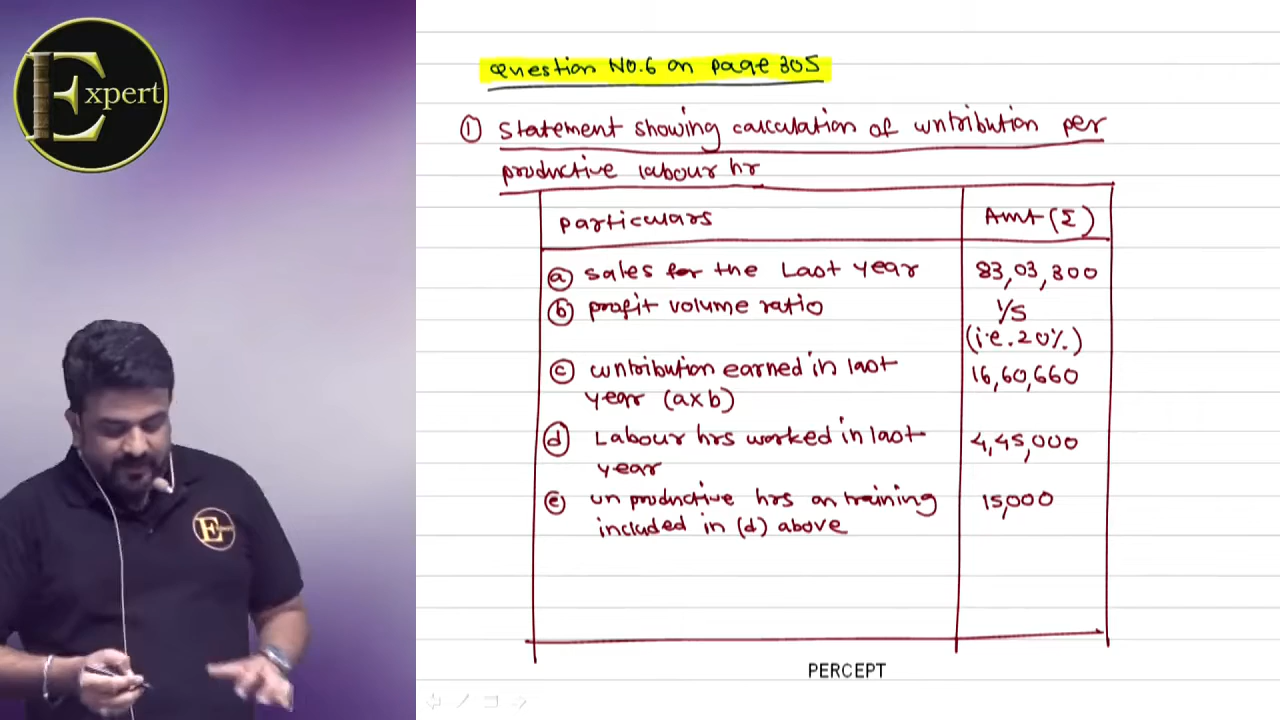 Expert
Question No.6 on page 305
① Statement showing calculation of contribution per
productive labour hr
particulars
Amt (₹)
ⓐ sales for the Last year
83,03,300
ⓑ profit volume ratio
1/5
(i.e. 20%.)
ⓒ contribution earned in last
year (a×b)
16,60,660
ⓓ Labour hrs worked in last
year
4,45,000
ⓔ un productive hrs on training
included in (d) above
15,000
E
PERCEPT